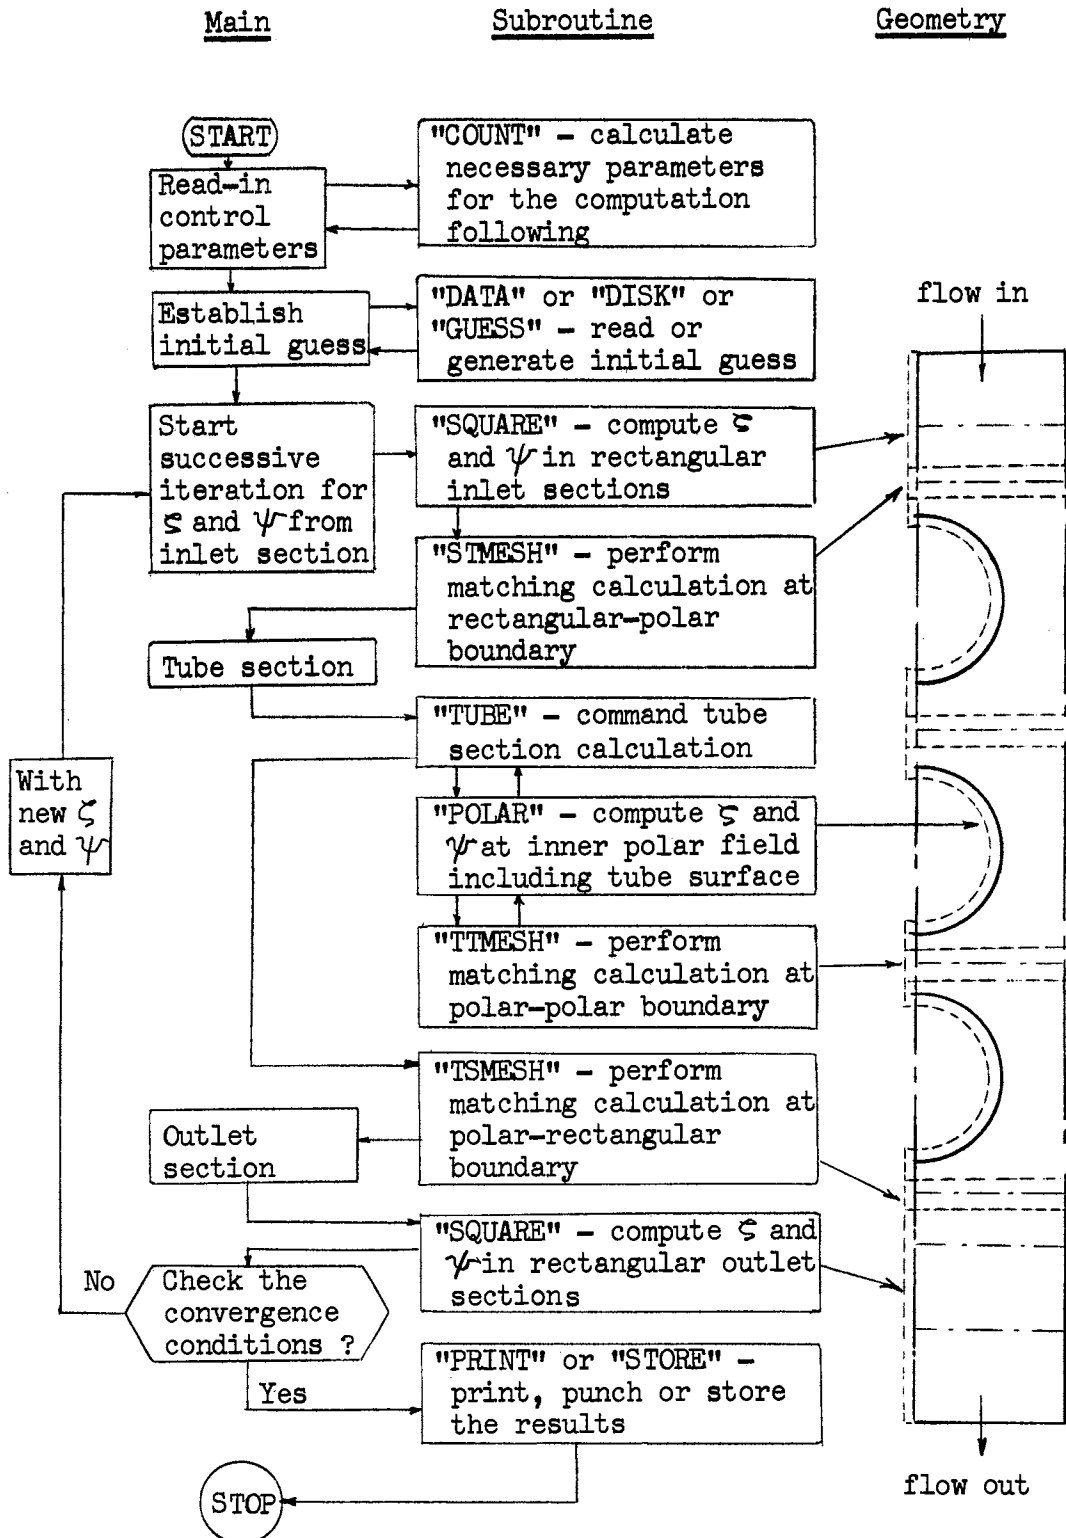 Main
Subroutine
Geometry
START
Read-in
control
parameters
"COUNT" - calculate
necessary parameters
for the computation
following
Establish
initial guess
"DATA" or "DISK" or
"GUESS" - read or
generate initial guess
flow in
Start
successive
iteration for
ζ and ψ from
inlet section
"SQUARE" - compute ζ
and ψ in rectangular
inlet sections
"STMESH" - perform
matching calculation at
rectangular-polar
boundary
Tube section
"TUBE" - command tube
section calculation
With
new ζ
and ψ
"POLAR" - compute ζ and
ψ at inner polar field
including tube surface
"TTMESH" - perform
matching calculation at
polar-polar boundary
"TSMESH" - perform
matching calculation at
polar-rectangular
boundary
Outlet
section
"SQUARE" - compute ζ and
ψ in rectangular outlet
sections
No
Check the
convergence
conditions ?
Yes
"PRINT" or "STORE" -
print, punch or store
the results
flow out
STOP